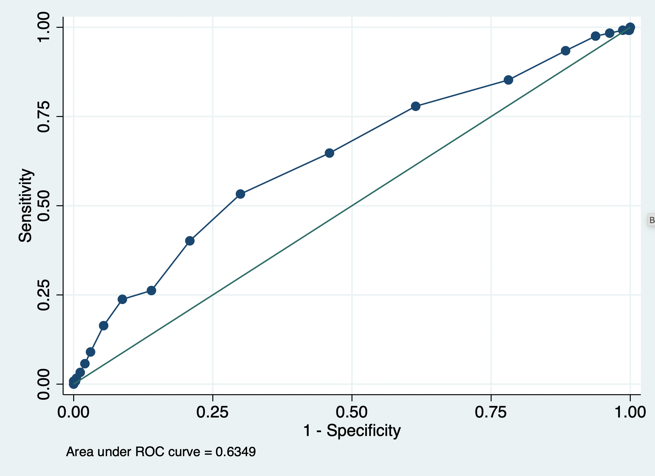 1.00
0.75
0.50
0.25
0.00
Sensitivity
0.00 0.25 0.50 0.75 1.00
1 - Specificity
Area under ROC curve = 0.6349
B